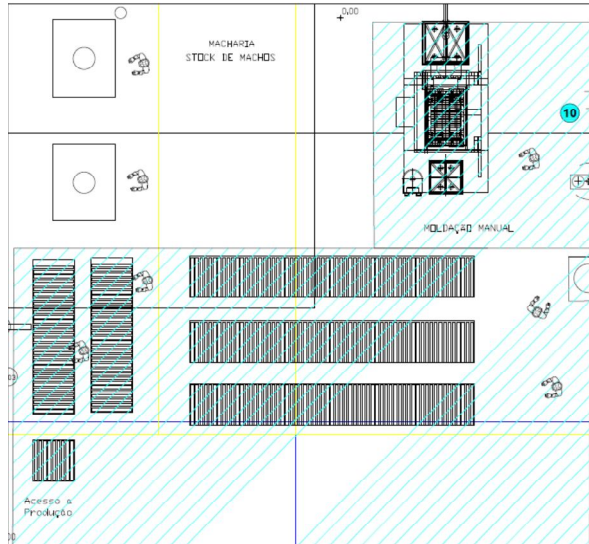 0,00
MACHARIA
STOCK DE MACHOS
10
MOLDAÇÃO MANUAL
Acesso a
Produção